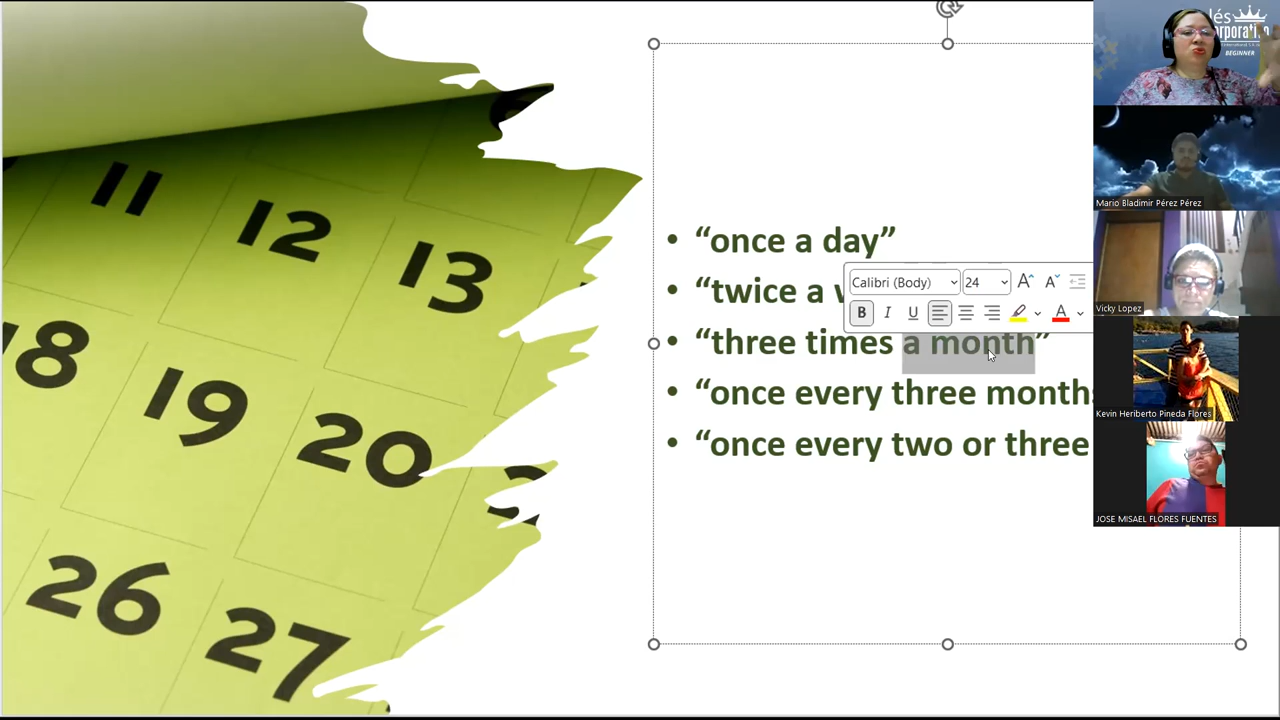 11
12
13
18
19
20
26
27
“once a day”
“twice a
“three times a month”
“once every three months
“once every two or three
Calibri (Body)
24
B I U
BEGINNER
Mario Bladimir Pérez Pérez
Vicky Lopez
Kevin Heriberto Pineda Flores
JOSE MISAEL FLORES FUENTES